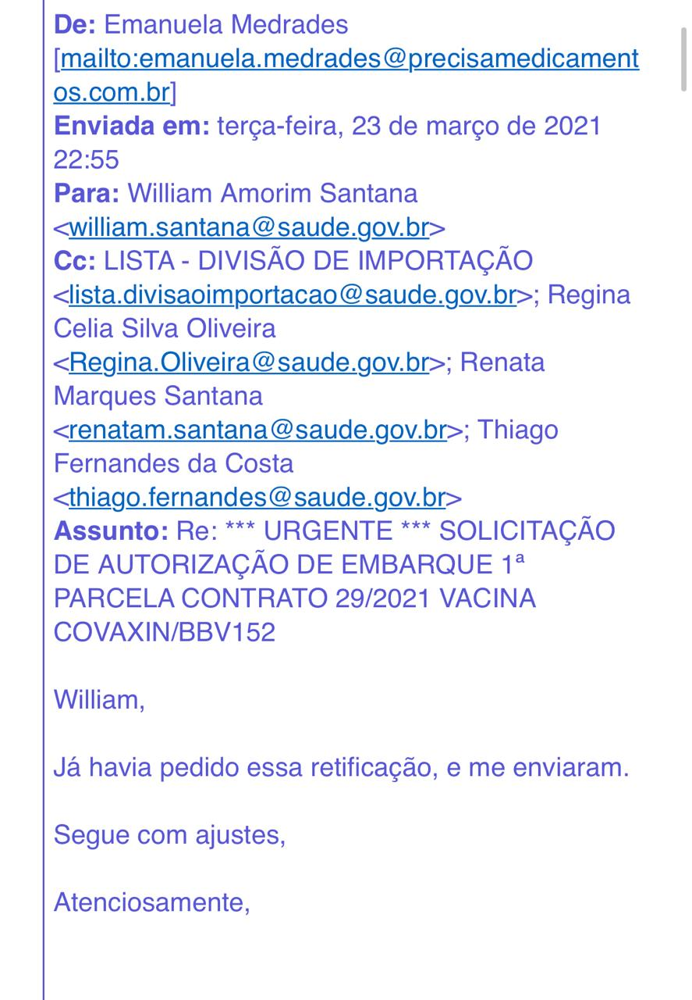 De: Emanuela Medrades
[mailto:emanuela.medrades@precisamedicament
os.com.br]
Enviada em: terça-feira, 23 de março de 2021
22:55
Para: William Amorim Santana
<william.santana@saude.gov.br>
Cc: LISTA - DIVISÃO DE IMPORTAÇÃO
<lista.divisaoimportacao@saude.gov.br>; Regina
Celia Silva Oliveira
<Regina.Oliveira@saude.gov.br>; Renata
Marques Santana
<renatam.santana@saude.gov.br>; Thiago
Fernandes da Costa
<thiago.fernandes@saude.gov.br>
Assunto: Re: *** URGENTE *** SOLICITAÇÃO
DE AUTORIZAÇÃO DE EMBARQUE 1ª
PARCELA CONTRATO 29/2021 VACINA
COVAXIN/BBV152
William,
Já havia pedido essa retificação, e me enviaram.
Segue com ajustes,
Atenciosamente,